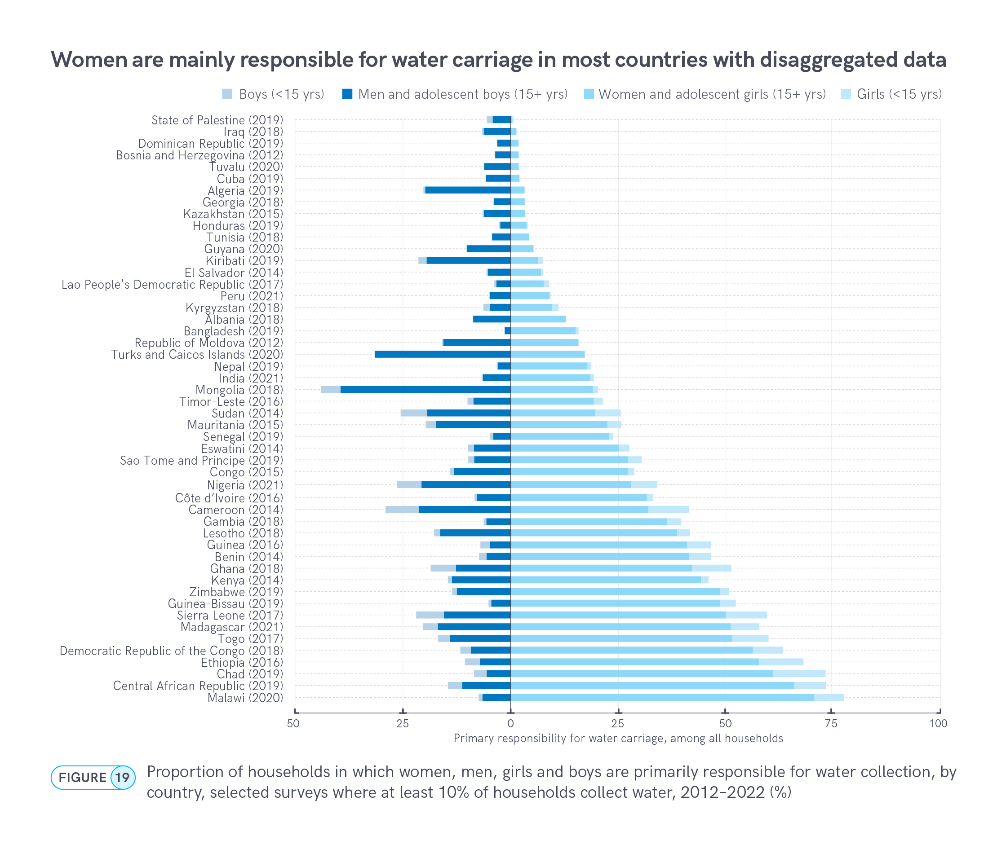 Women are mainly responsible for water carriage in most countries with disaggregated data
Boys (<15 yrs) Men and adolescent boys (15+ yrs) Women and adolescent girls (15+ yrs) Girls (<15 yrs)
State of Palestine (2019)
Iraq (2018)
Dominican Republic (2019)
Bosnia and Herzegovina (2012)
Tuvalu (2020)
Cuba (2019)
Algeria (2019)
Georgia (2018)
Kazakhstan (2015)
Honduras (2019)
Tunisia (2018)
Guyana (2020)
Kiribati (2019)
El Salvador (2014)
Lao People's Democratic Republic (2017)
Peru (2021)
Kyrgyzstan (2018)
Albania (2018)
Bangladesh (2019)
Republic of Moldova (2012)
Turks and Caicos Islands (2020)
Nepal (2019)
India (2021)
Mongolia (2018)
Timor-Leste (2016)
Sudan (2014)
Mauritania (2015)
Senegal (2019)
Eswatini (2014)
Sao Tome and Principe (2019)
Congo (2015)
Nigeria (2021)
Côte d'Ivoire (2016)
Cameroon (2014)
Gambia (2018)
Lesotho (2018)
Guinea (2016)
Benin (2014)
Ghana (2018)
Kenya (2014)
Zimbabwe (2019)
Guinea-Bissau (2019)
Sierra Leone (2017)
Madagascar (2021)
Togo (2017)
Democratic Republic of the Congo (2018)
Ethiopia (2016)
Chad (2019)
Central African Republic (2019)
Malawi (2020)
50 25 0 25 50 75 100
Primary responsibility for water carriage, among all households
FIGURE 19
Proportion of households in which women, men, girls and boys are primarily responsible for water collection, by
country, selected surveys where at least 10% of households collect water, 2012–2022 (%)